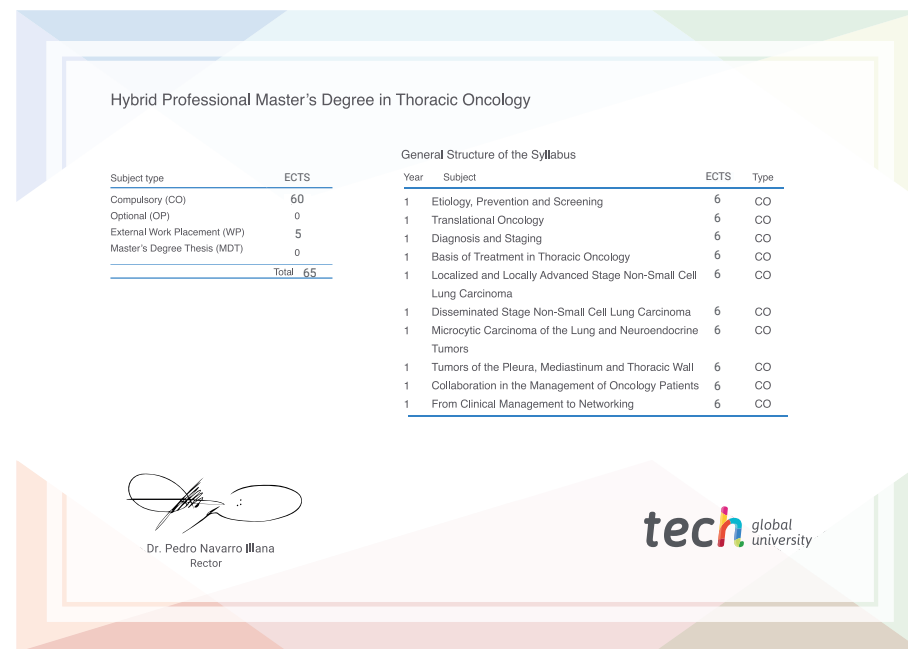 Hybrid Professional Master's Degree in Thoracic Oncology
Subject type ECTS
Compulsory (CO) 60
Optional (OP) 0
External Work Placement (WP) 5
Master's Degree Thesis (MDT) 0
Total 65
General Structure of the Syllabus
Year Subject ECTS Type
1 Etiology, Prevention and Screening 6 CO
1 Translational Oncology 6 CO
1 Diagnosis and Staging 6 CO
1 Basis of Treatment in Thoracic Oncology 6 CO
1 Localized and Locally Advanced Stage Non-Small Cell 6 CO
Lung Carcinoma
1 Disseminated Stage Non-Small Cell Lung Carcinoma 6 CO
1 Microcytic Carcinoma of the Lung and Neuroendocrine 6 CO
Tumors
1 Tumors of the Pleura, Mediastinum and Thoracic Wall 6 CO
1 Collaboration in the Management of Oncology Patients 6 CO
1 From Clinical Management to Networking 6 CO
Dr. Pedro Navarro Illana
Rector
tech global
university